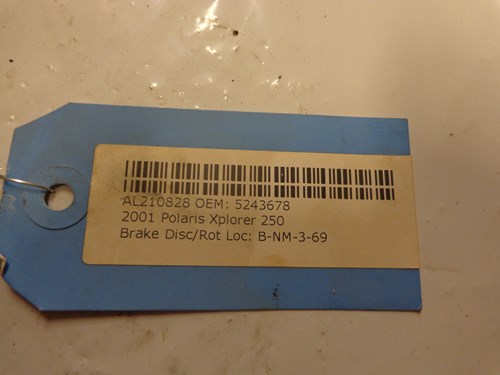 AL210828 OEM: 5243678
2001 Polaris Xplorer 250
Brake Disc/Rot Loc: B-NM-3-69